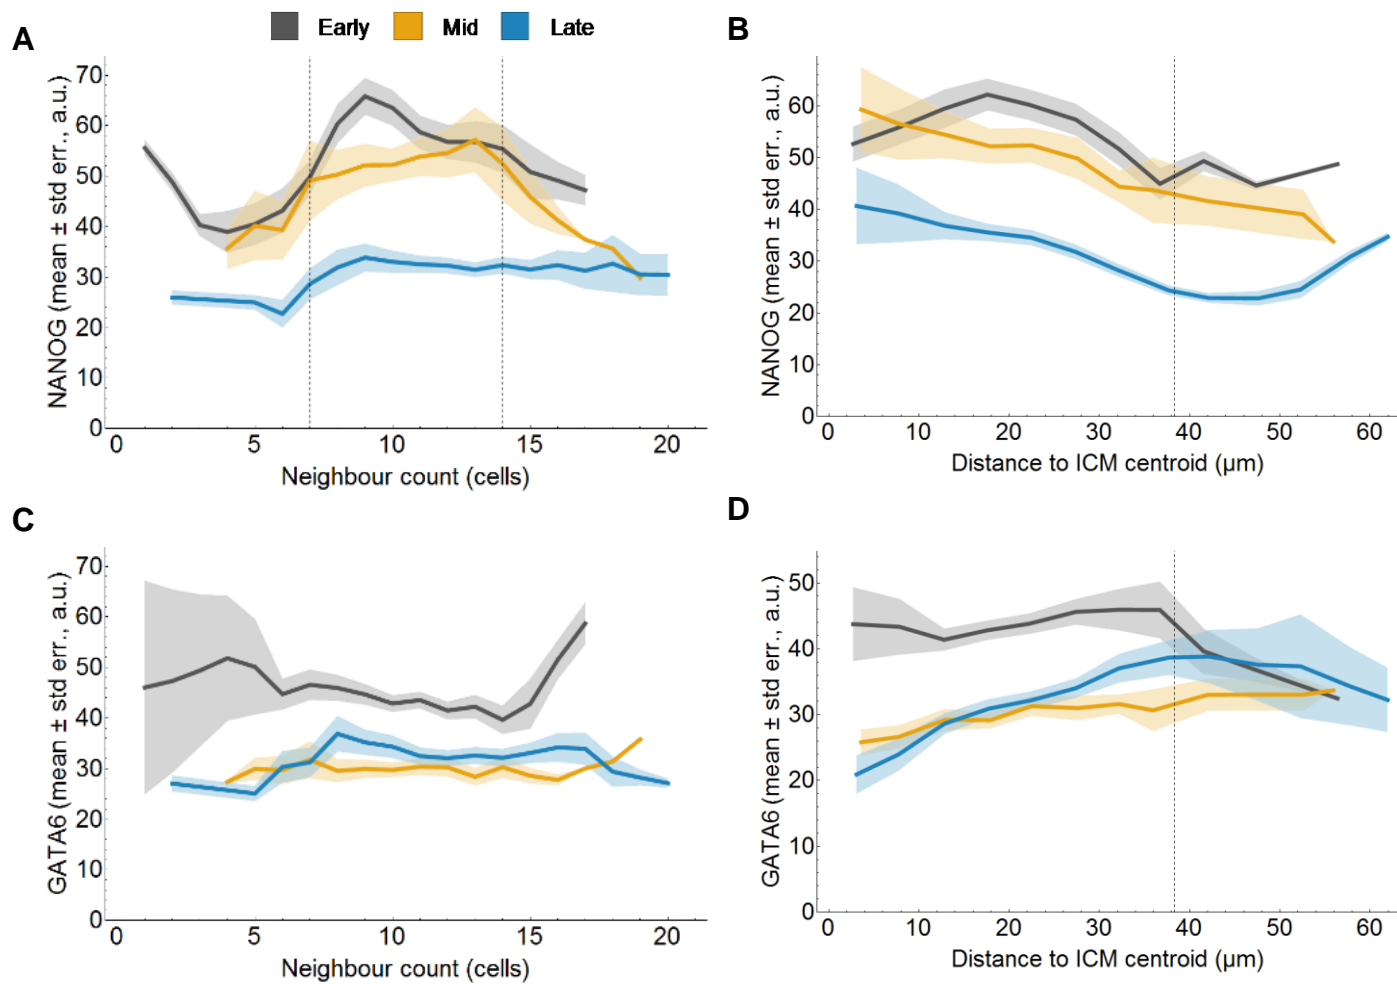 Early Mid Late
A
70
60
50
40
30
20
10
0
NANOG (mean ± std err., a.u.)
0 5 10 15 20
Neighbour count (cells)
B
60
50
40
30
20
10
0
NANOG (mean ± std err., a.u.)
0 10 20 30 40 50 60
Distance to ICM centroid (µm)
C
70
60
50
40
30
20
10
0
GATA6 (mean ± std err., a.u.)
0 5 10 15 20
Neighbour count (cells)
D
50
40
30
20
10
0
GATA6 (mean ± std err., a.u.)
0 10 20 30 40 50 60
Distance to ICM centroid (µm)